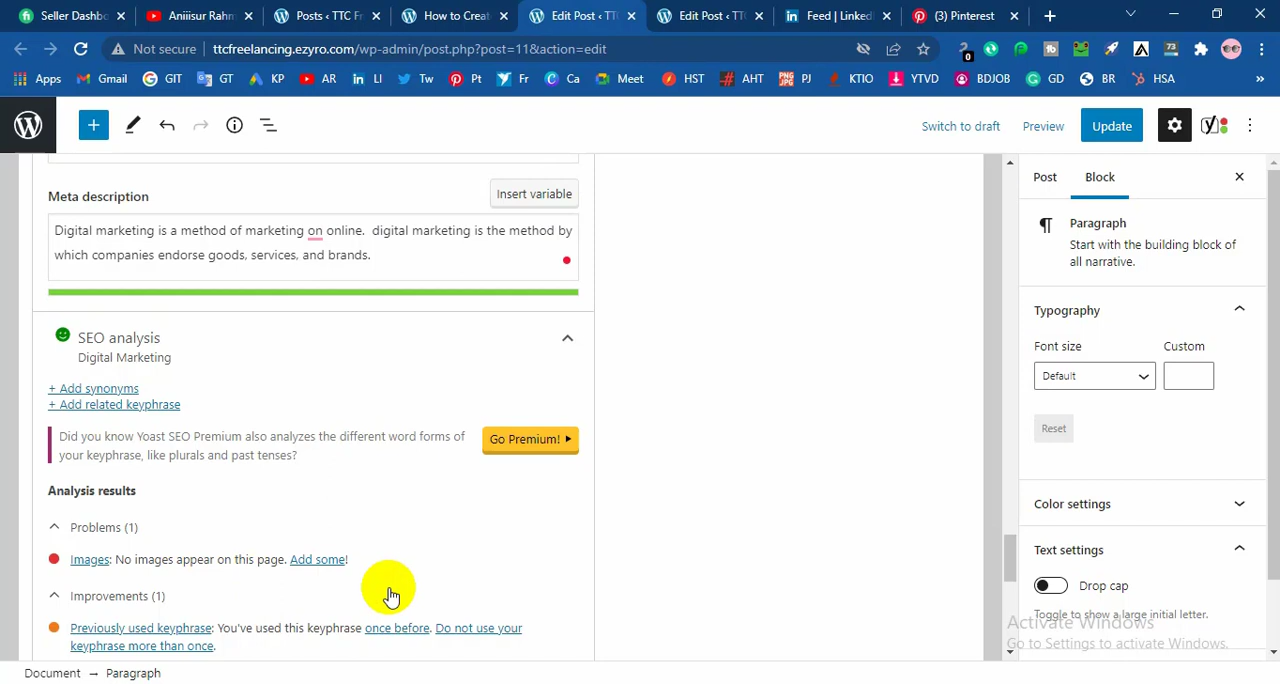 Seller Dashbo
Aniiisur Rahm
Posts ‹ TTC Fr
How to Create
Edit Post ‹ TTC
Edit Post ‹ TTC
Feed | LinkedI
(3) Pinterest
Not secure
ttcfreelancing.ezyro.com/wp-admin/post.php?post=11&action=edit
0
73
Apps
Gmail
GIT
GT
KP
AR
LI
Tw
Pt
Fr
Ca
Meet
HST
AHT
PJ
KTIO
YTVD
BDJOB
GD
BR
HSA
»
Switch to draft
Preview
Update
Meta description
Insert variable
Digital marketing is a method of marketing on online. digital marketing is the method by
which companies endorse goods, services, and brands.
SEO analysis
Digital Marketing
+ Add synonyms
+ Add related keyphrase
Did you know Yoast SEO Premium also analyzes the different word forms of
your keyphrase, like plurals and past tenses?
Go Premium!
Analysis results
Problems (1)
Images: No images appear on this page. Add some!
Improvements (1)
Previously used keyphrase: You've used this keyphrase once before. Do not use your
keyphrase more than once.
Post
Block
Paragraph
Start with the building block of
all narrative.
Typography
Font size
Custom
Default
Reset
Color settings
Text settings
Drop cap
Toggle to show a large initial letter.
Activate Windows
Go to Settings to activate Windows.
Document → Paragraph